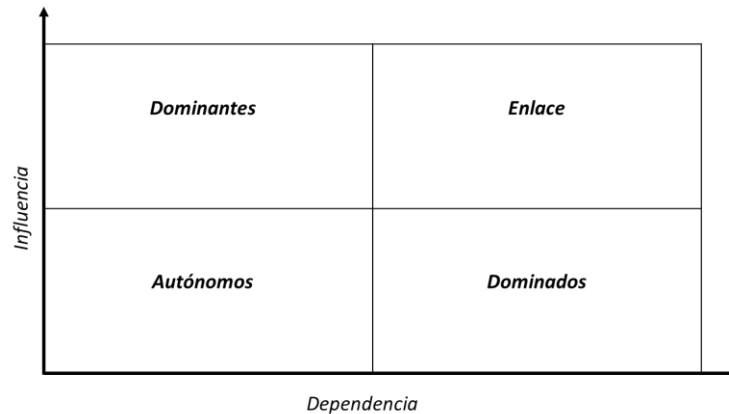 Dominantes
Enlace
Influencia
Autónomos
Dominados
Dependencia